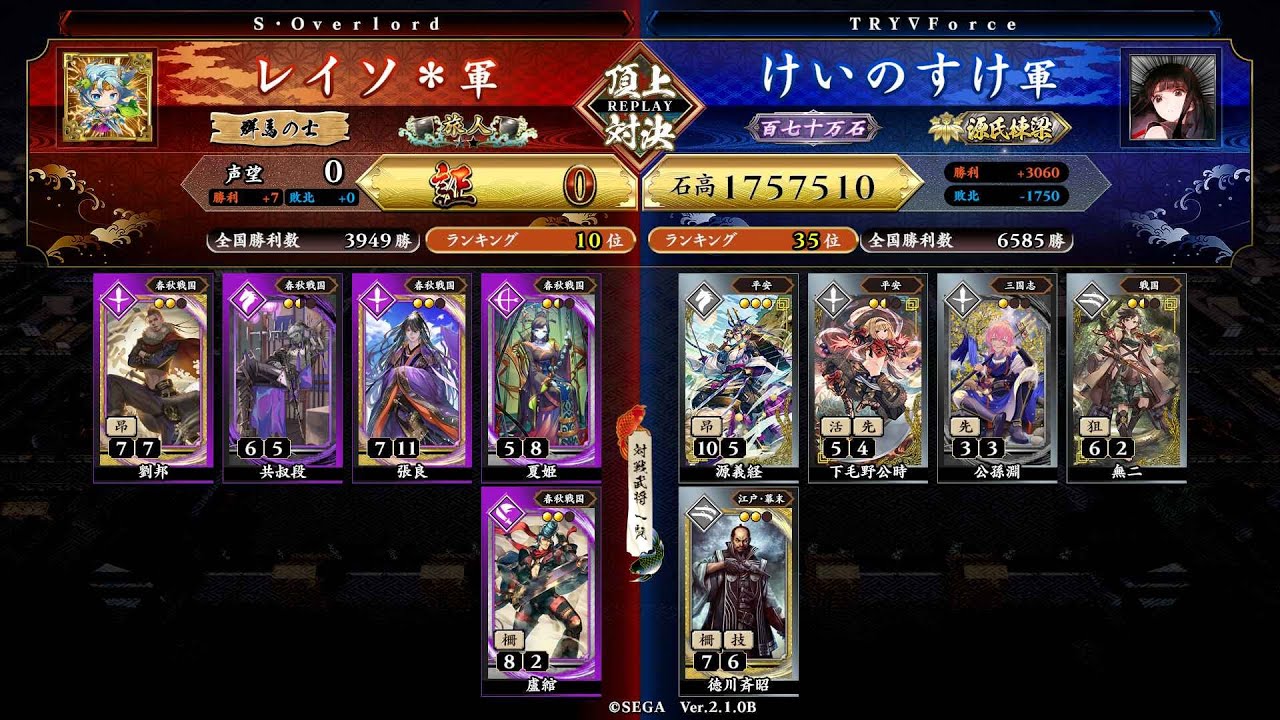 S・Overlord
TRY∇Force
レイソ＊軍
けいのすけ軍
頂上
REPLAY
対決
群馬の士
旅人
百七十万石
源氏棟梁
声望 0
勝利 +7 敗北 +0
証 0
石高 1757510
勝利 +3060
敗北 -1750
全国勝利数 3949勝
ランキング 10位
ランキング 35位
全国勝利数 6585勝
春秋戦国
昂
7 7
劉邦
春秋戦国
6 5
共叔段
春秋戦国
7 11
張良
春秋戦国
5 8
夏姫
春秋戦国
柵
8 2
盧綰
対戦武将一覧
平安
昂
10 5
源義経
平安
活 先
5 4
下毛野公時
三国志
先
3 3
公孫淵
戦国
狙
6 2
無二
江戸・幕末
柵 技
7 6
徳川斉昭
©SEGA Ver.2.1.0B